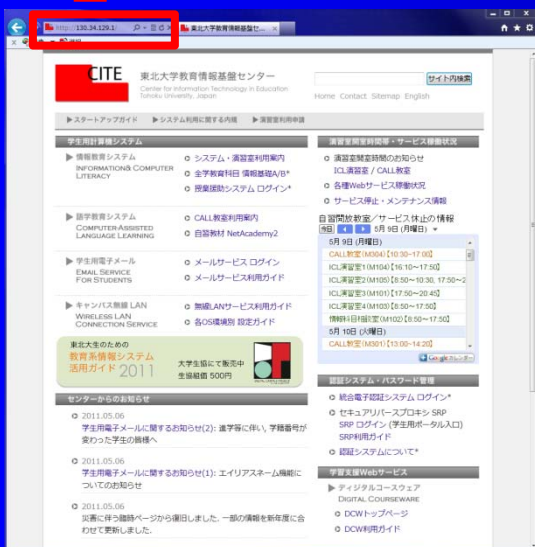 http://130.34.129.1/
東北大学教育情報基盤セ...
CITE
東北大学教育情報基盤センター
Center for Information Technology in Education
Tohoku University, Japan
サイト内検索
Home Contact Sitemap English
▶スタートアップガイド ▶システム利用に関する内規 ▶演習室利用申請
学生用計算機システム
▶ 情報教育システム
INFORMATION& COMPUTER
LITERACY
システム・演習室利用案内
全学教育科目 情報基礎A/B*
授業援助システム ログイン*
▶ 語学教育システム
COMPUTER-ASSISTED
LANGUAGE LEARNING
CALL教室利用案内
自習教材 NetAcademy2
▶ 学生用電子メール
EMAIL SERVICE
FOR STUDENTS
メールサービス ログイン
メールサービス利用ガイド
▶ キャンパス無線 LAN
WIRELESS LAN
CONNECTION SERVICE
無線LANサービス利用ガイド
各OS環境別 設定ガイド
東北大生のための
教育系情報システム
活用ガイド 2011
大学生協にて販売中
生協組価 500円
センターからのお知らせ
2011.05.06
学生用電子メールに関するお知らせ(2): 進学等に伴い, 学籍番号が
変わった学生の皆様へ
2011.05.06
学生用電子メールに関するお知らせ(1): エイリアスネーム機能に
ついてのお知らせ
2011.05.06
災害に伴う臨時ページから復旧しました. 一部の情報を新年度に合
わせて更新しました.
演習室開室時間帯・サービス稼働状況
演習室開室時間のお知らせ
ICL演習室 / CALL教室
各種Webサービス稼働状況
サービス停止・メンテナンス情報
自習開放教室/サービス休止の情報
今日 5月 9日 (月曜日)
5月 9日 (月曜日)
CALL教室(M304)【10:30~17:00】
ICL演習室1(M104)【16:10~17:50】
ICL演習室2(M105)【8:50~10:30, 17:50~2
ICL演習室3(M101)【17:50~20:45】
ICL演習室4(M103)【8:50~17:50】
(M102)【8:50~17:50】
5月 10日 (火曜日)
CALL教室(M301)【13:00~14:20】
Googleカレンダー
認証システム・パスワード管理
統合電子認証システム ログイン*
セキュアリバースプロキシ SRP
SRP ログイン (学生用ポータル入口)
SRP利用ガイド
認証システムについて*
学習支援Webサービス
▶ ディジタルコースウェア
DIGITAL COURSEWARE
DCWトップページ
DCW利用ガイド